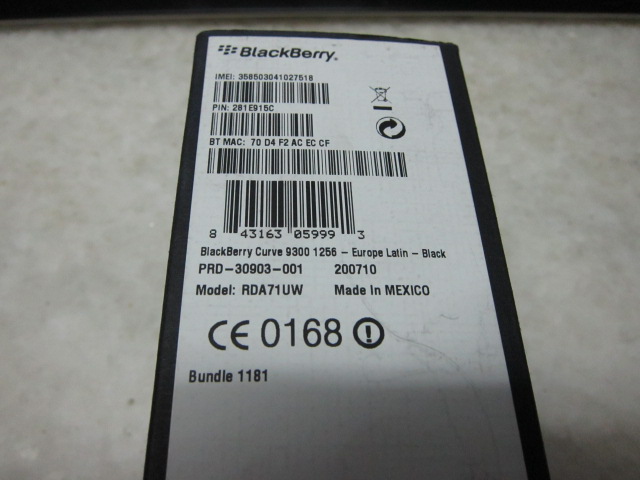 BlackBerry
IMEI: 358503041027518
PIN: 281E915C
BT MAC: 70 D4 F2 AC EC CF
8 43163 05999 3
BlackBerry Curve 9300 1256 – Europe Latin – Black
PRD-30903-001 200710
Model: RDA71UW Made In MEXICO
CE 0168
Bundle 1181